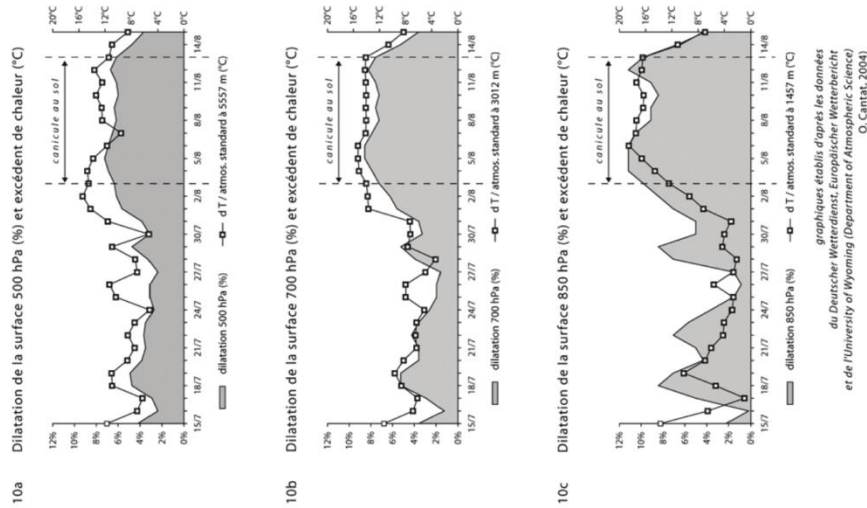 10a Dilatation de la surface 500 hPa (%) et excédent de chaleur (°C)
12% 10% 8% 6% 4% 2% 0%
20°C 16°C 12°C 8°C 4°C 0°C
canicule au sol
15/7 18/7 21/7 24/7 27/7 30/7 2/8 5/8 8/8 11/8 14/8
dilatation 500 hPa (%)
d T / atmos. standard à 5557 m (°C)
10b Dilatation de la surface 700 hPa (%) et excédent de chaleur (°C)
12% 10% 8% 6% 4% 2% 0%
20°C 16°C 12°C 8°C 4°C 0°C
canicule au sol
15/7 18/7 21/7 24/7 27/7 30/7 2/8 5/8 8/8 11/8 14/8
dilatation 700 hPa (%)
d T / atmos. standard à 3012 m (°C)
10c Dilatation de la surface 850 hPa (%) et excédent de chaleur (°C)
12% 10% 8% 6% 4% 2% 0%
20°C 16°C 12°C 8°C 4°C 0°C
canicule au sol
15/7 18/7 21/7 24/7 27/7 30/7 2/8 5/8 8/8 11/8 14/8
dilatation 850 hPa (%)
d T / atmos. standard à 1457 m (°C)
graphiques établis d'après les données
du Deutscher Wetterdienst, Europäischer Wetterbericht
et de l'University of Wyoming (Department of Atmospheric Science)
O. Cantat, 2004)